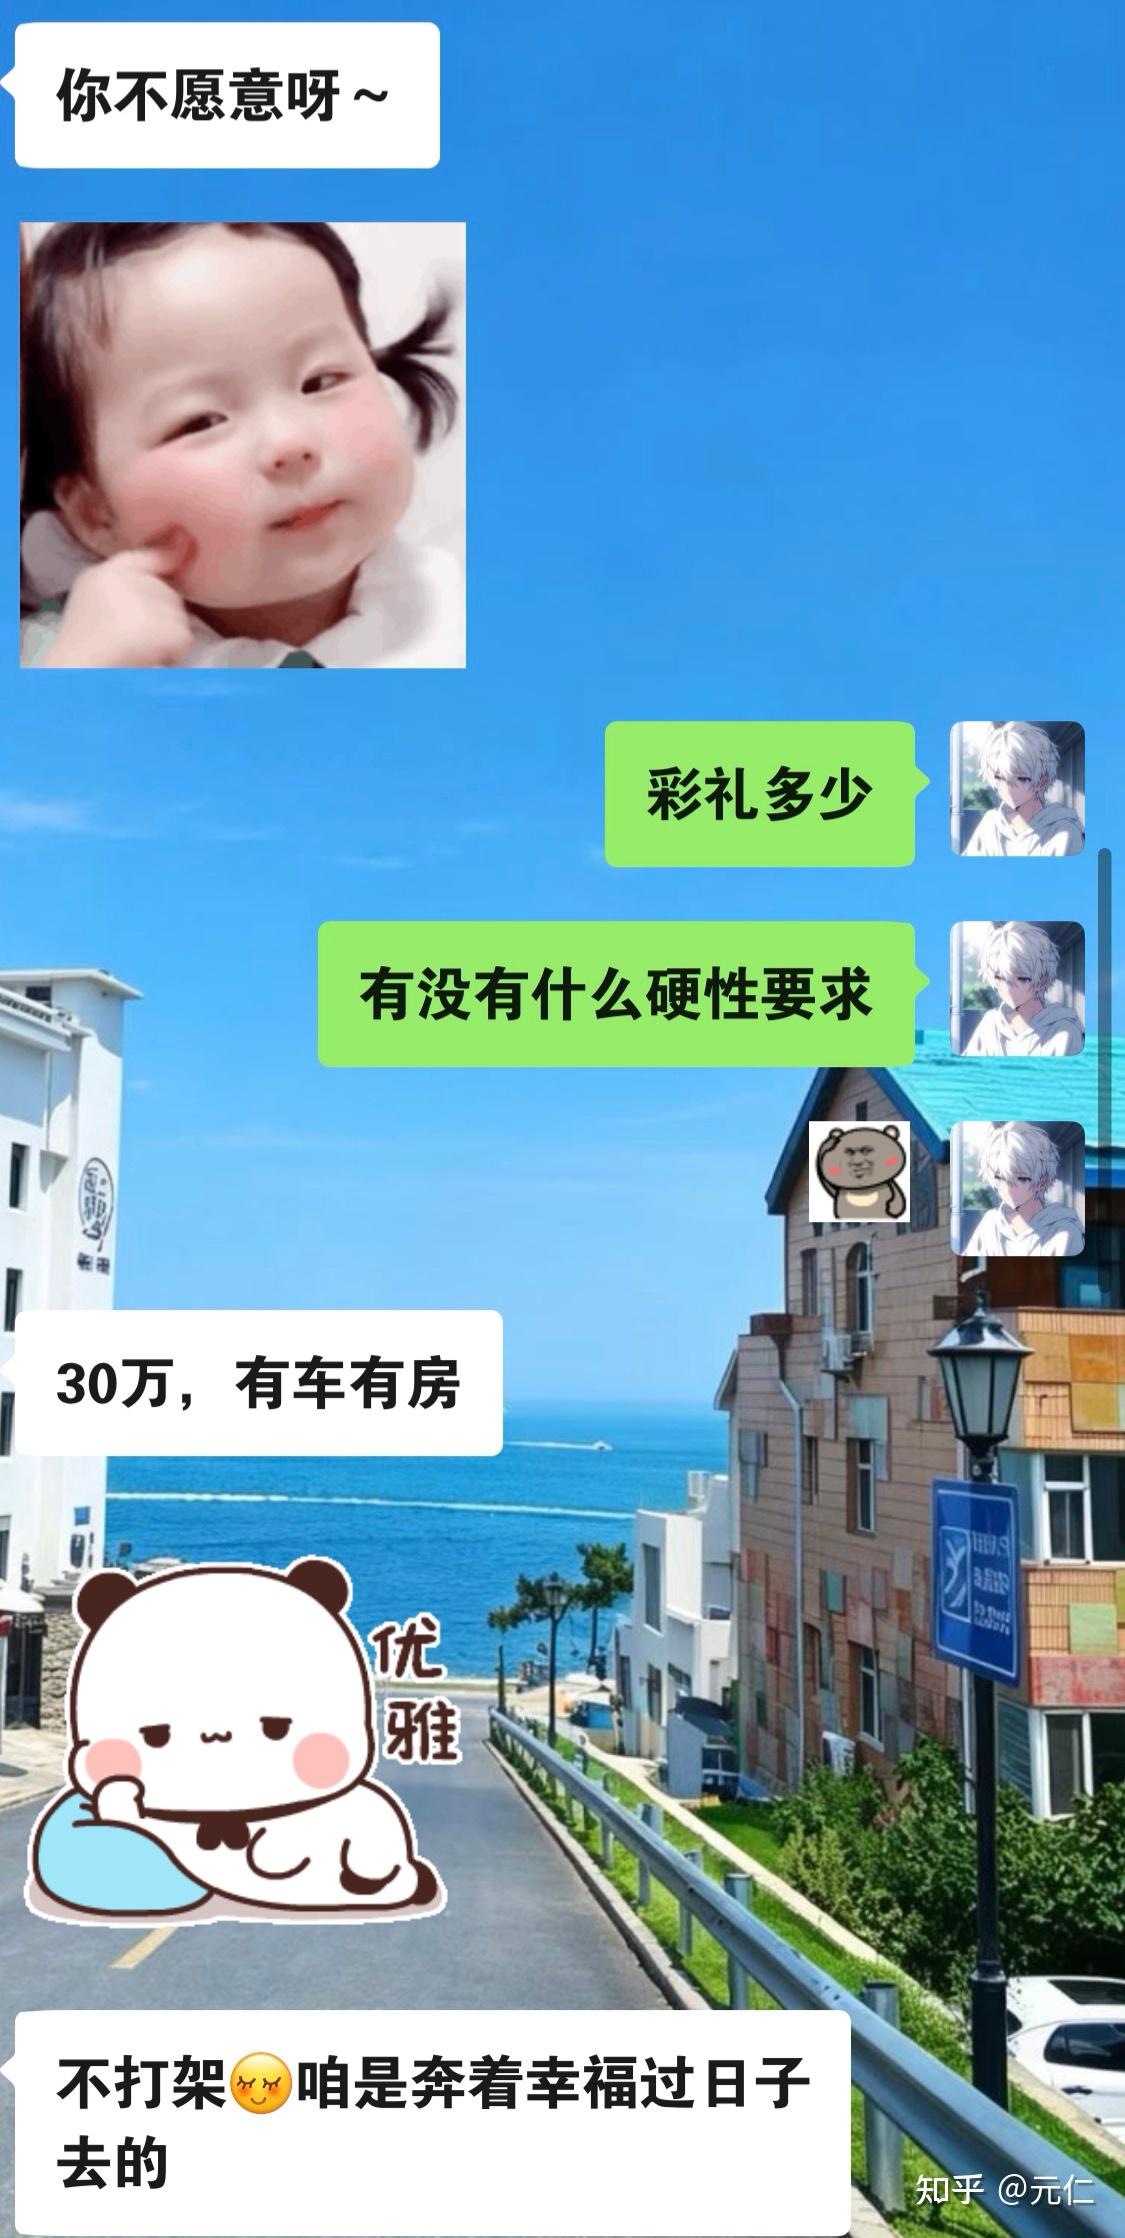 你不愿意呀～
彩礼多少
有没有什么硬性要求
30万，有车有房
优
雅
不打架😌咱是奔着幸福过日子
去的
知乎 @元仁